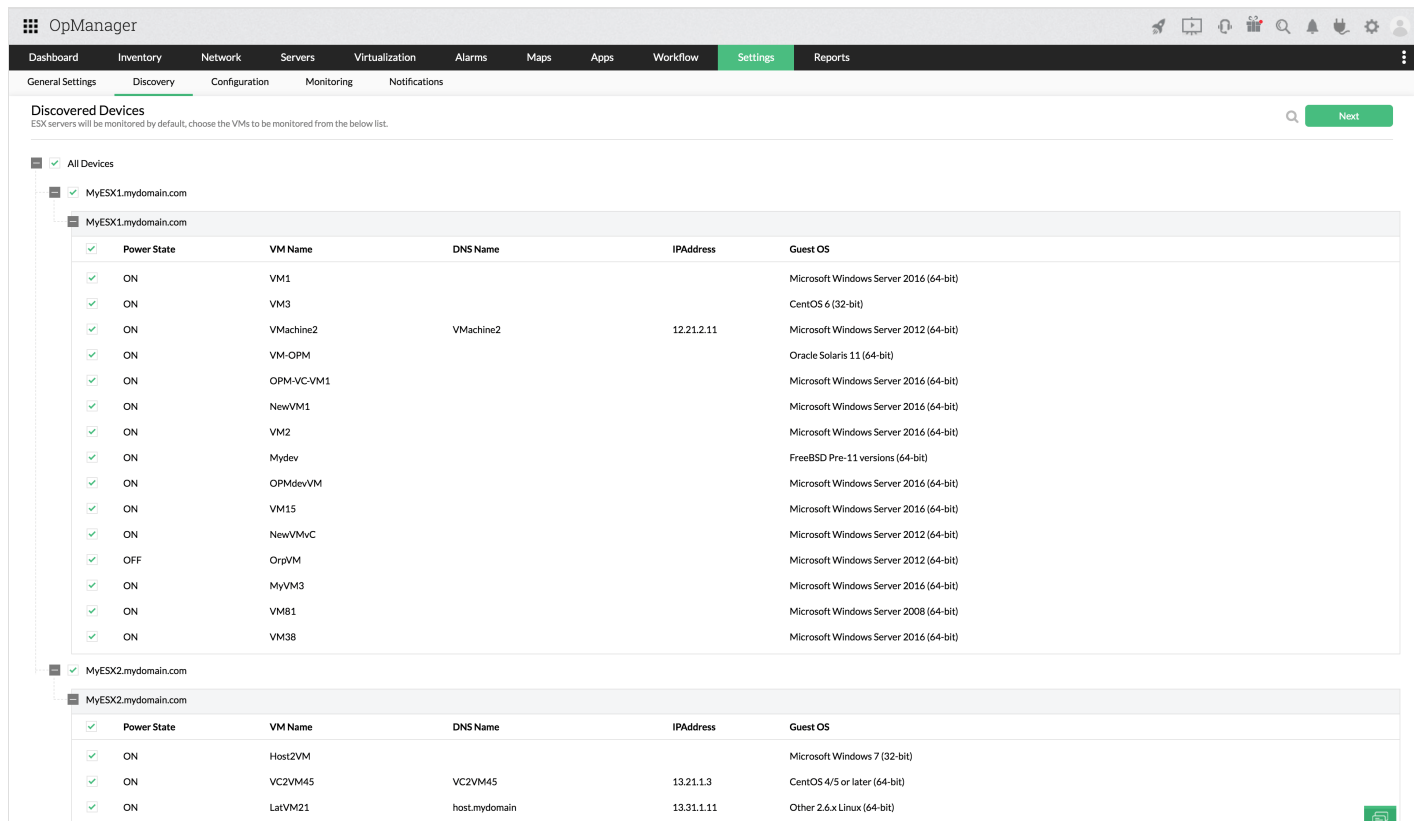 OpManager
Dashboard Inventory Network Servers Virtualization Alarms Maps Apps Workflow Settings Reports
General Settings Discovery Configuration Monitoring Notifications
Discovered Devices
Next
ESX servers will be monitored by default, choose the VMs to be monitored from the below list.
All Devices
MyESX1.mydomain.com
MyESX1.mydomain.com
Power State VM Name DNS Name IPAddress Guest OS
ON VM1 Microsoft Windows Server 2016 (64-bit)
ON VM3 CentOS 6 (32-bit)
ON VMachine2 VMachine2 12.21.2.11 Microsoft Windows Server 2012 (64-bit)
ON VM-OPM Oracle Solaris 11 (64-bit)
ON OPM-VC-VM1 Microsoft Windows Server 2016 (64-bit)
ON NewVM1 Microsoft Windows Server 2016 (64-bit)
ON VM2 Microsoft Windows Server 2016 (64-bit)
ON Mydev FreeBSD Pre-11 versions (64-bit)
ON OPMdevVM Microsoft Windows Server 2016 (64-bit)
ON VM15 Microsoft Windows Server 2016 (64-bit)
ON NewVMvC Microsoft Windows Server 2012 (64-bit)
OFF OrpVM Microsoft Windows Server 2012 (64-bit)
ON MyVM3 Microsoft Windows Server 2016 (64-bit)
ON VM81 Microsoft Windows Server 2008 (64-bit)
ON VM38 Microsoft Windows Server 2016 (64-bit)
MyESX2.mydomain.com
MyESX2.mydomain.com
Power State VM Name DNS Name IPAddress Guest OS
ON Host2VM Microsoft Windows 7 (32-bit)
ON VC2VM45 VC2VM45 13.21.1.3 CentOS 4/5 or later (64-bit)
ON LatVM21 host.mydomain 13.31.1.11 Other 2.6.x Linux (64-bit)